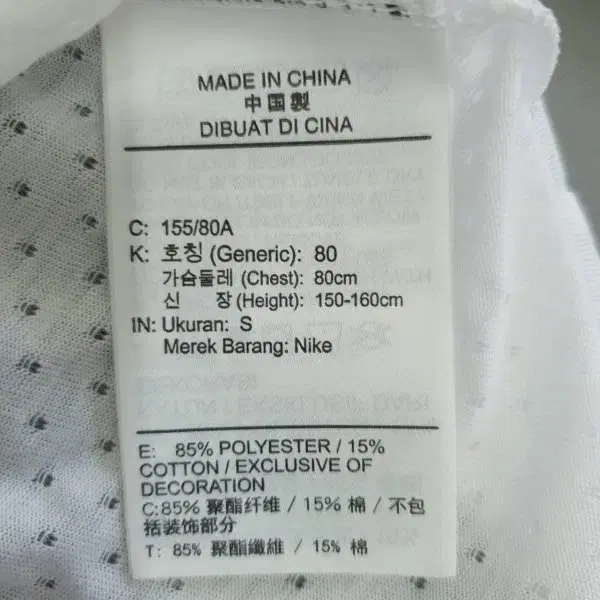 MADE IN CHINA
中国製
DIBUAT DI CINA
C: 155/80A
K: 호칭 (Generic): 80
가슴둘레 (Chest): 80cm
신 장 (Height): 150-160cm
IN: Ukuran: S
Merek Barang: Nike
E: 85% POLYESTER / 15%
COTTON / EXCLUSIVE OF
DECORATION
C:85% 聚酯纤维 / 15% 棉 / 不包
括装饰部分
T: 85% 聚酯纖維 / 15% 棉